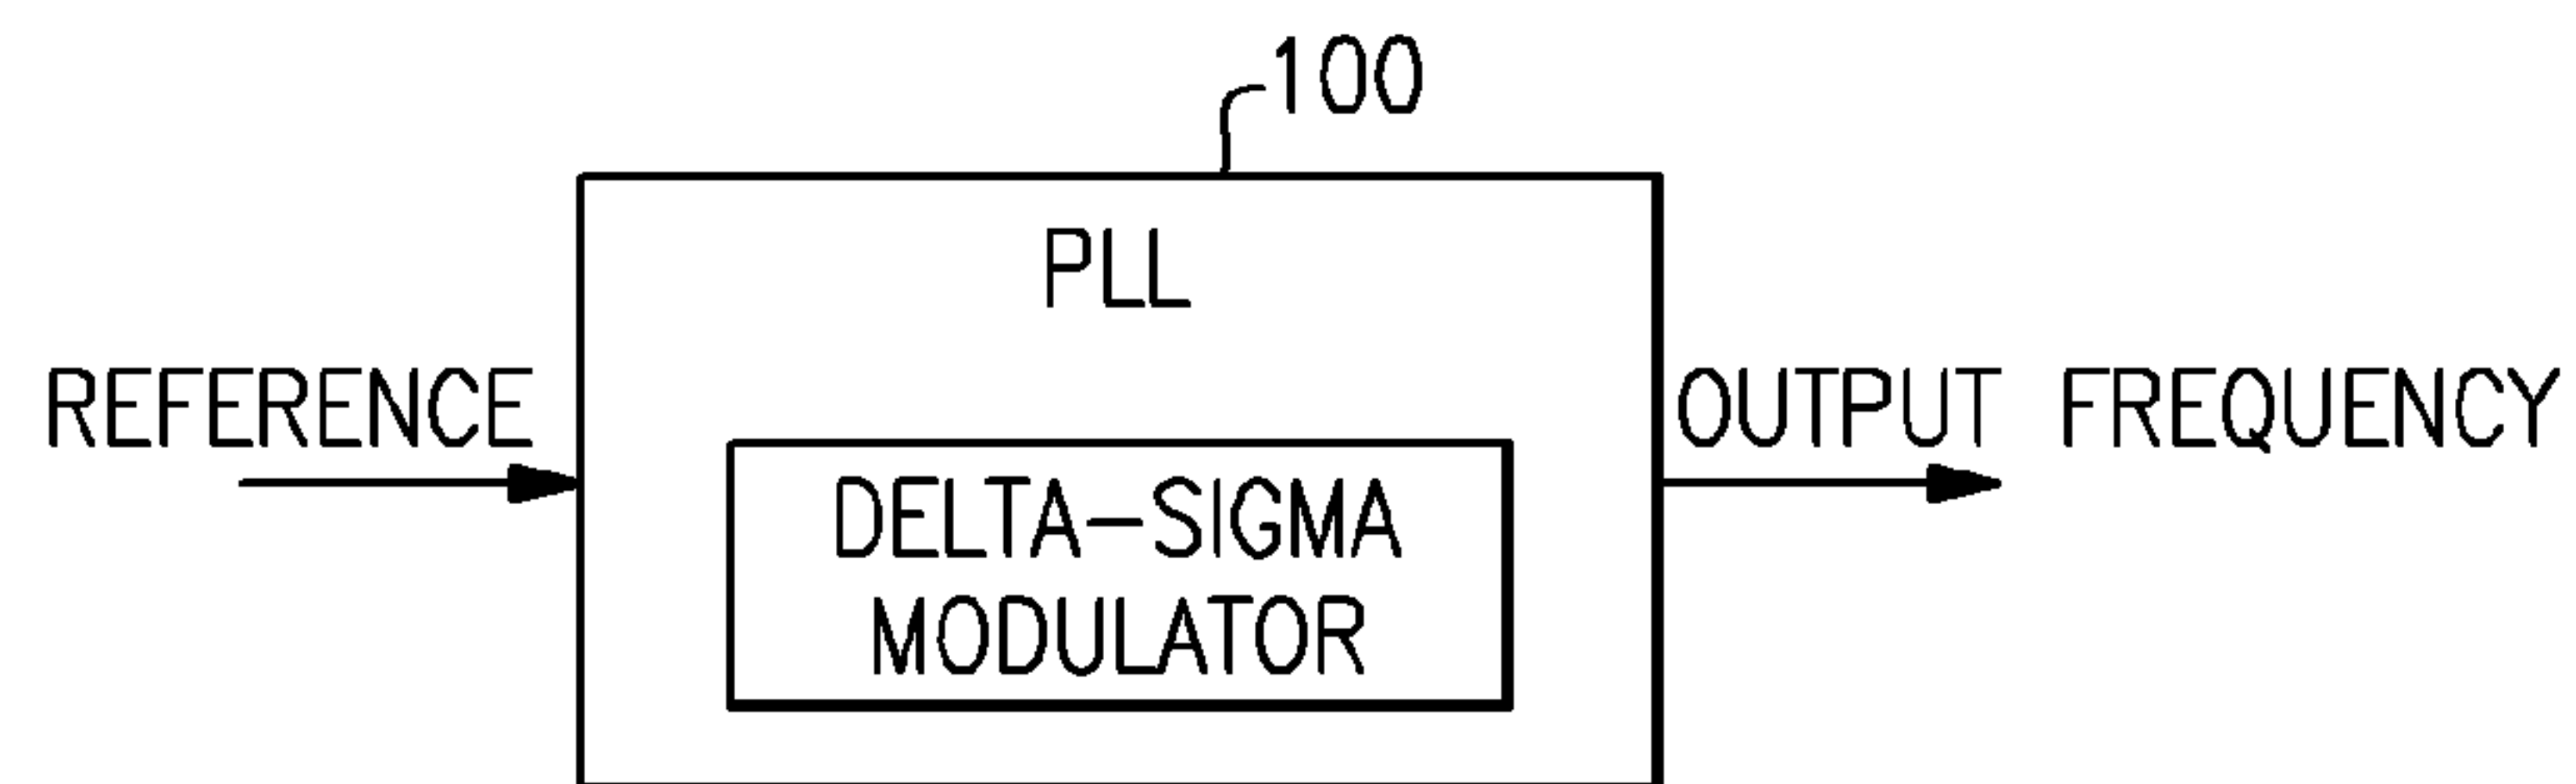 100
PLL
REFERENCE
OUTPUT FREQUENCY
DELTA-SIGMA
MODULATOR